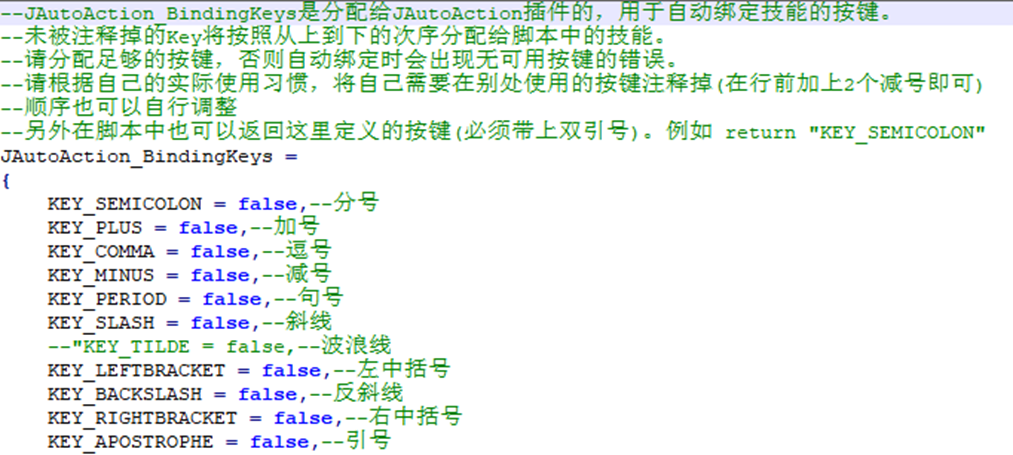 --JAutoAction_BindingKeys是分配给JAutoAction插件的，用于自动绑定技能的按键。
--未被注释掉的Key将按照从上到下的次序分配给脚本中的技能。
--请分配足够的按键，否则自动绑定时会出现无可用按键的错误。
--请根据自己的实际使用习惯，将自己需要在别处使用的按键注释掉(在行前加上2个减号即可)
--顺序也可以自行调整
--另外在脚本中也可以返回这里定义的按键(必须带上双引号)。例如 return "KEY_SEMICOLON"
JAutoAction_BindingKeys =
{
    KEY_SEMICOLON = false,--分号
    KEY_PLUS = false,--加号
    KEY_COMMA = false,--逗号
    KEY_MINUS = false,--减号
    KEY_PERIOD = false,--句号
    KEY_SLASH = false,--斜线
    --"KEY_TILDE = false,--波浪线
    KEY_LEFTBRACKET = false,--左中括号
    KEY_BACKSLASH = false,--反斜线
    KEY_RIGHTBRACKET = false,--右中括号
    KEY_APOSTROPHE = false,--引号